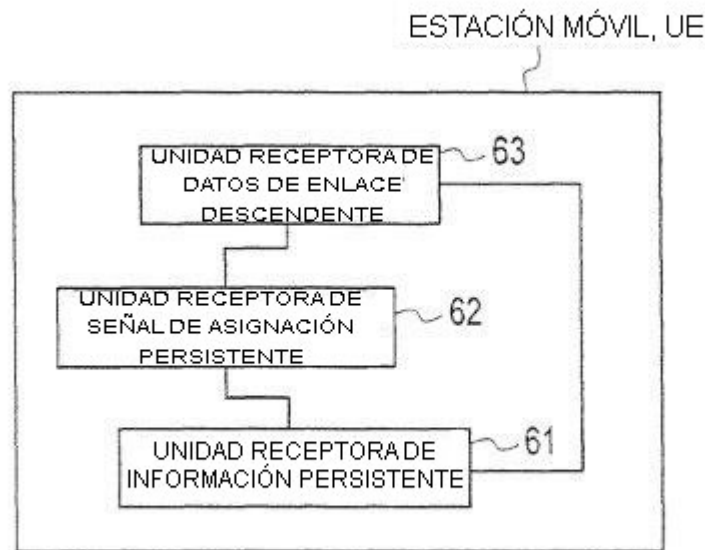 ESTACIÓN MÓVIL, UE
UNIDAD RECEPTORA DE
DATOS DE ENLACE'
DESCENDENTE
63
UNIDAD RECEPTORA DE
SEÑAL DE ASIGNACIÓN
PERSISTENTE
62
UNIDAD RECEPTORA DE
INFORMACIÓN PERSISTENTE
61